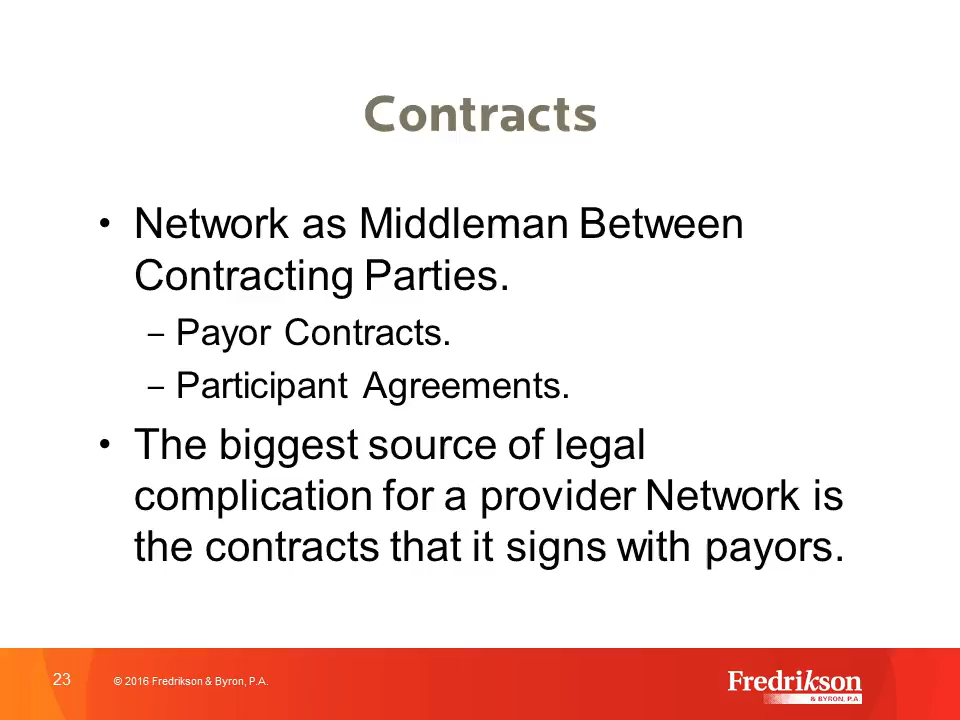 Contracts
• Network as Middleman Between
Contracting Parties.
– Payor Contracts.
– Participant Agreements.
• The biggest source of legal
complication for a provider Network is
the contracts that it signs with payors.
23
© 2016 Fredrikson & Byron, P.A.
Fredrikson
& BYRON, P.A.